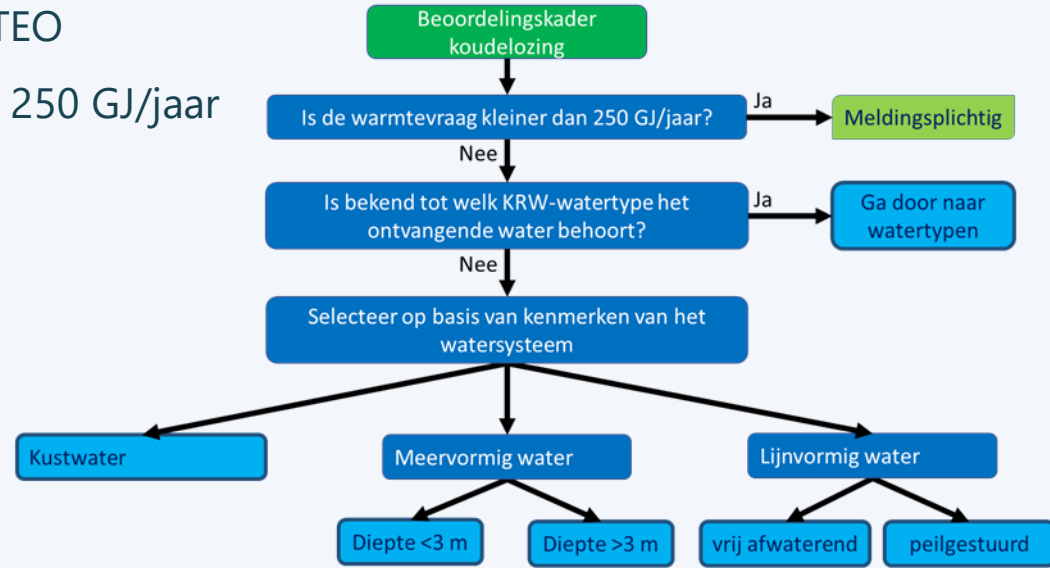 TEO
250 GJ/jaar
Beoordelingskader
koudelozing
Is de warmtevraag kleiner dan 250 GJ/jaar?
Ja
Meldingsplichtig
Nee
Is bekend tot welk KRW-watertype het
ontvangende water behoort?
Ja
Ga door naar
watertypen
Nee
Selecteer op basis van kenmerken van het
watersysteem
Kustwater
Meervormig water
Lijnvormig water
Diepte <3 m
Diepte >3 m
vrij afwaterend
peilgestuurd